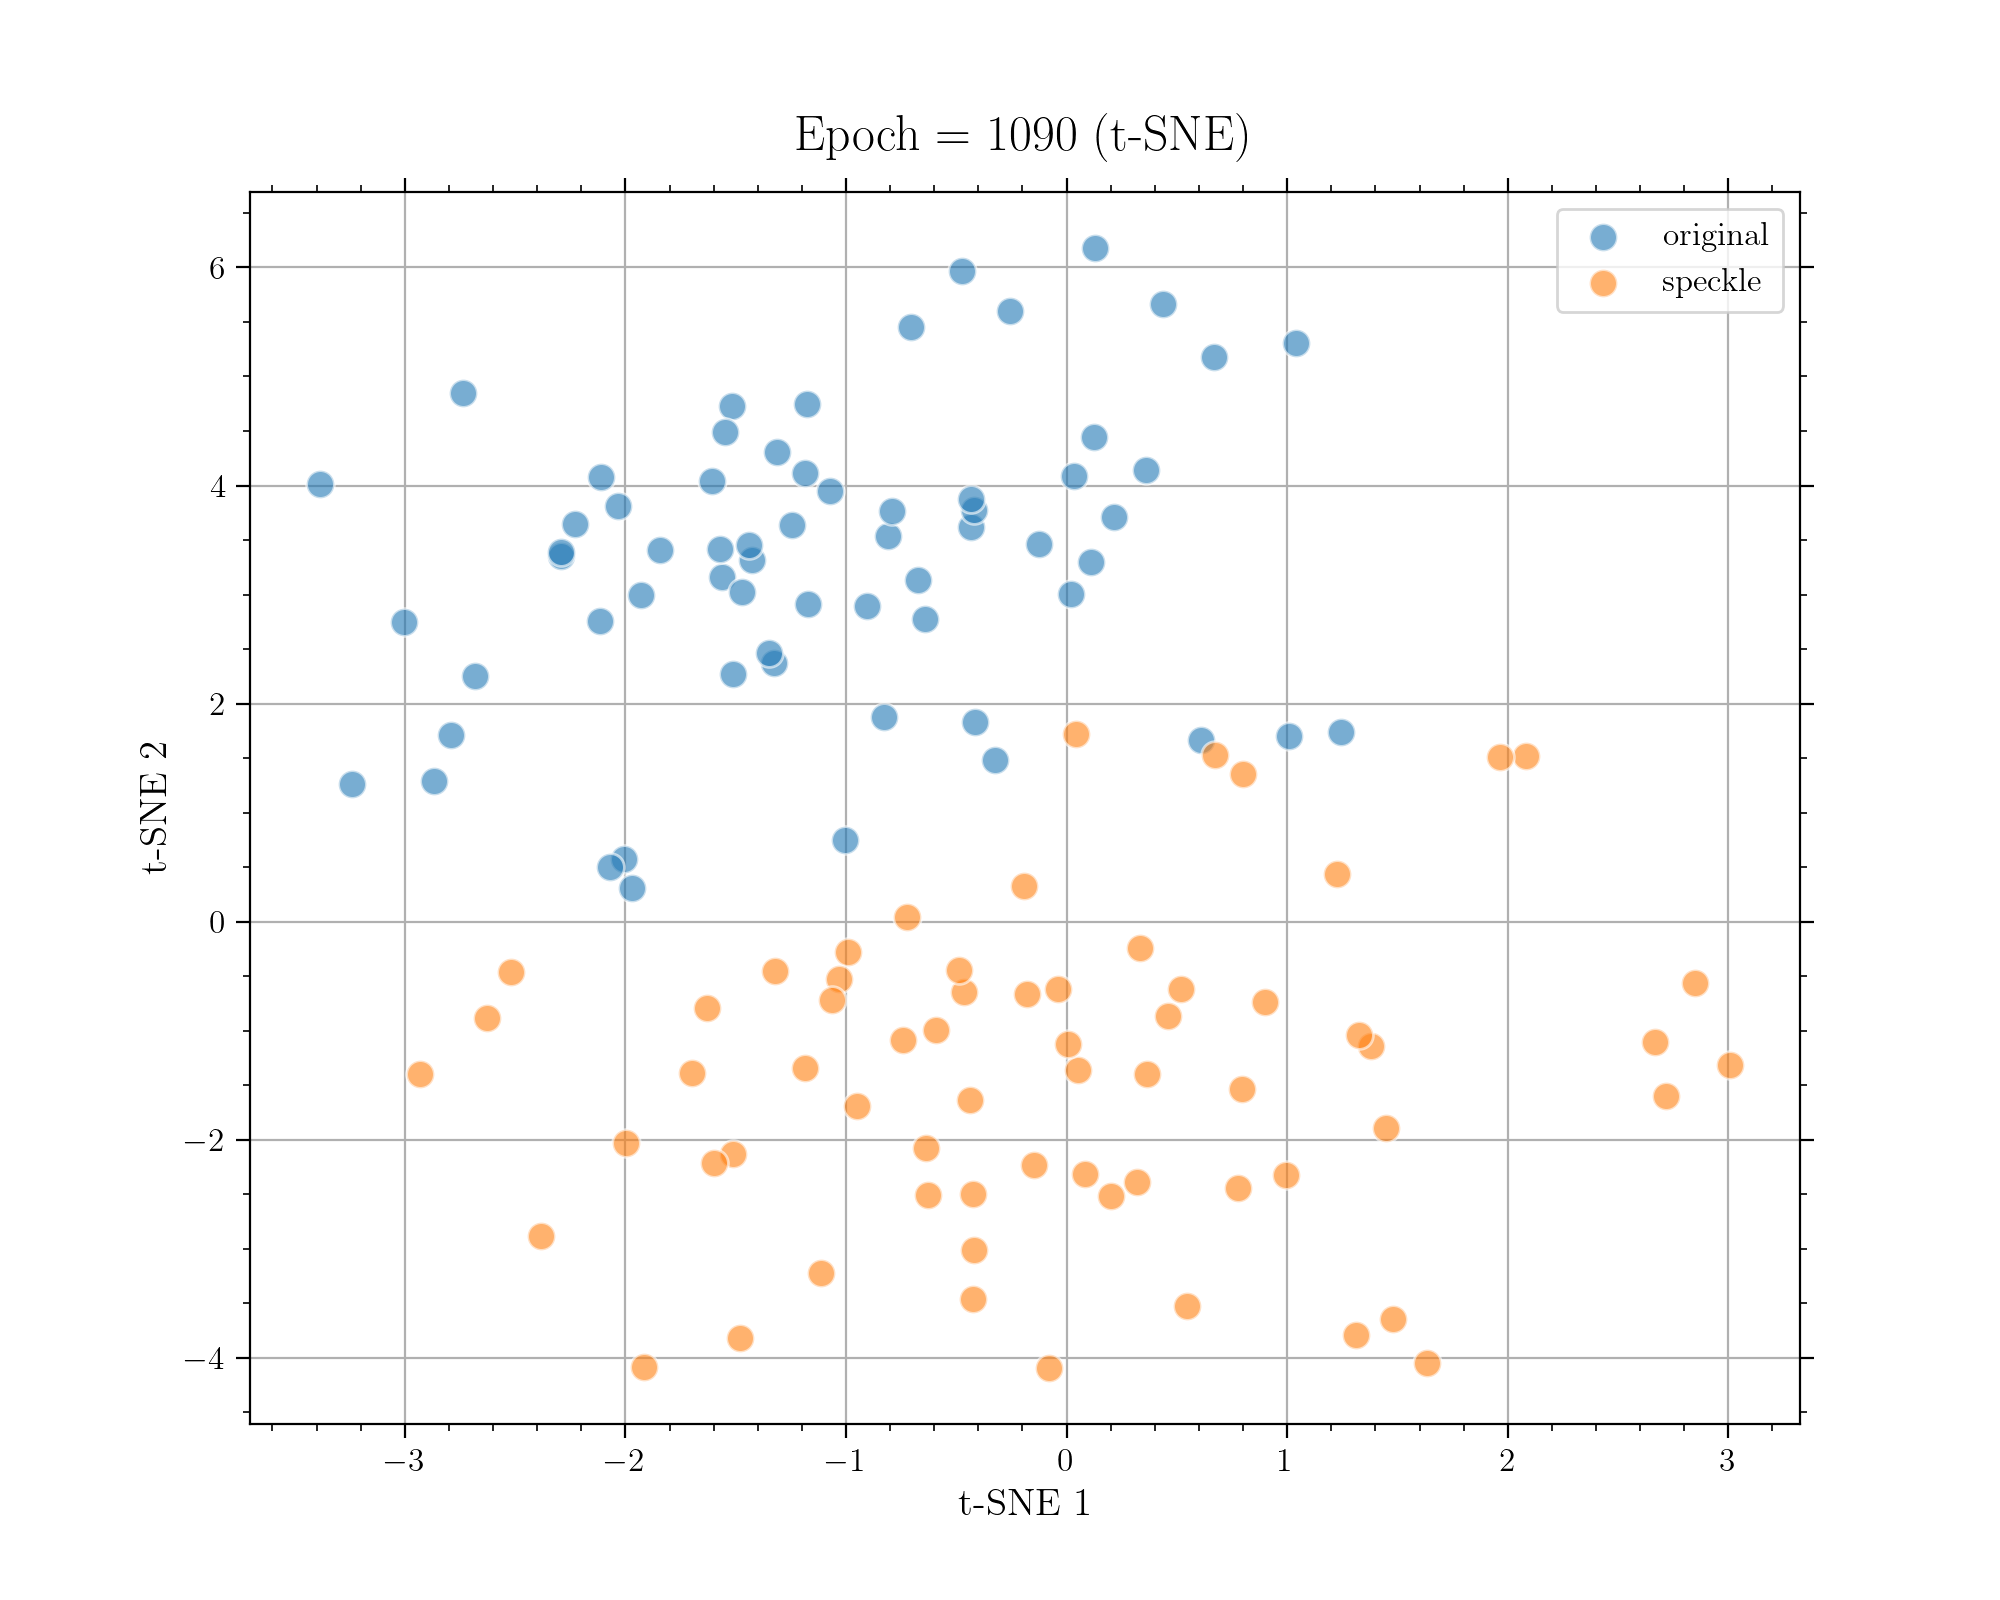 Epoch = 1090 (t-SNE)
original
speckle
6
4
2
0
−2
−4
t-SNE 2
−3
−2
−1
0
1
2
3
t-SNE 1